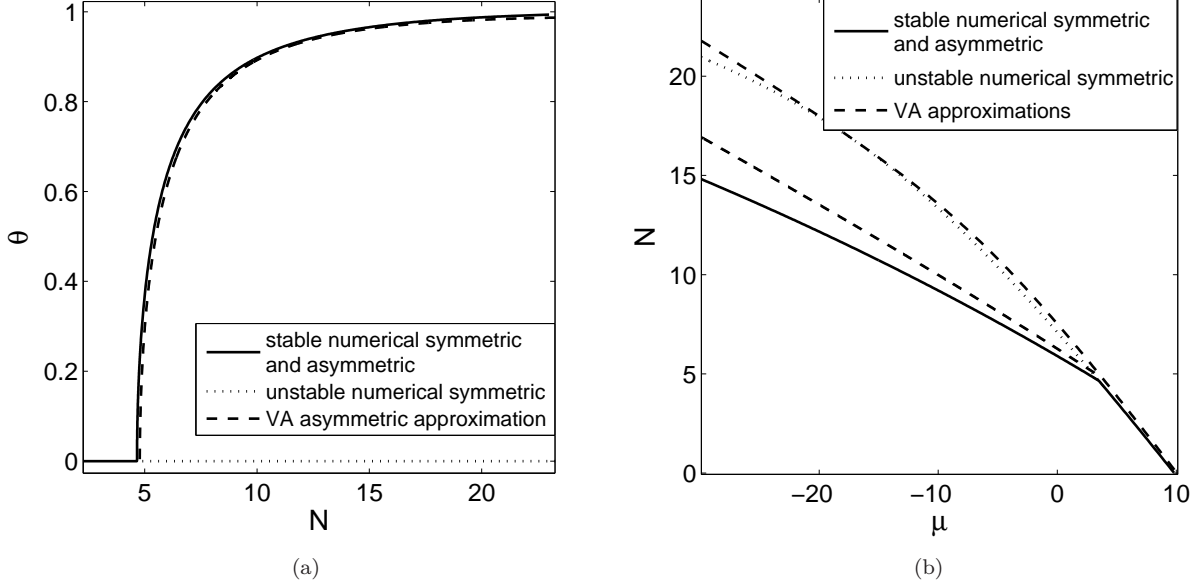 1
0.8
0.6
0.4
0.2
0
θ
5
10
15
20
N
stable numerical symmetric
and asymmetric
unstable numerical symmetric
VA asymmetric approximation
(a)
20
15
10
5
0
N
−20
−10
0
10
μ
stable numerical symmetric
and asymmetric
unstable numerical symmetric
VA approximations
(b)